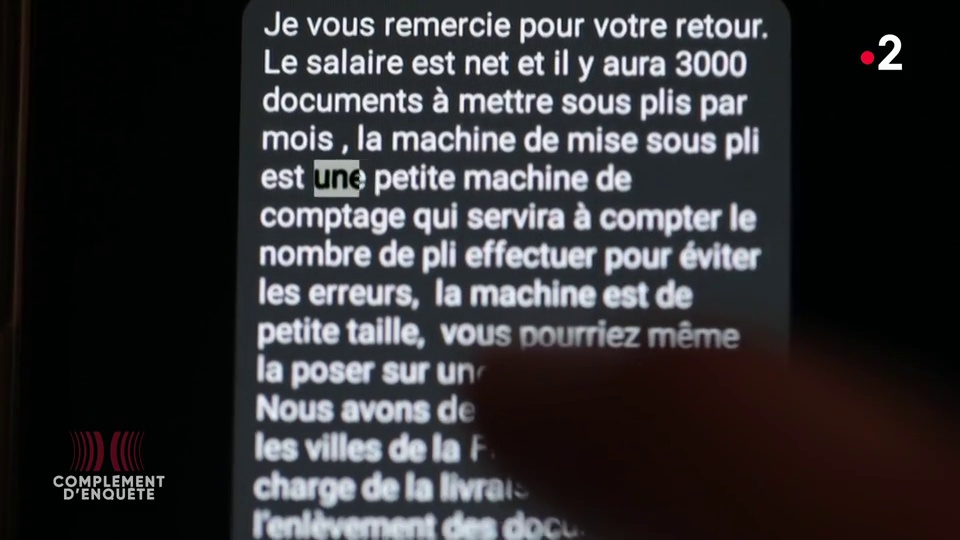 Je vous remercie pour votre retour.
Le salaire est net et il y aura 3000
documents à mettre sous plis par
mois , la machine de mise sous pli
est une petite machine de
comptage qui servira à compter le
nombre de pli effectuer pour éviter
les erreurs, la machine est de
petite taille, vous pourriez même
la poser sur une
Nous avons de
les villes de la
charge de la
l'enlèvement des
2
COMPLÉMENT
D'ENQUÊTE